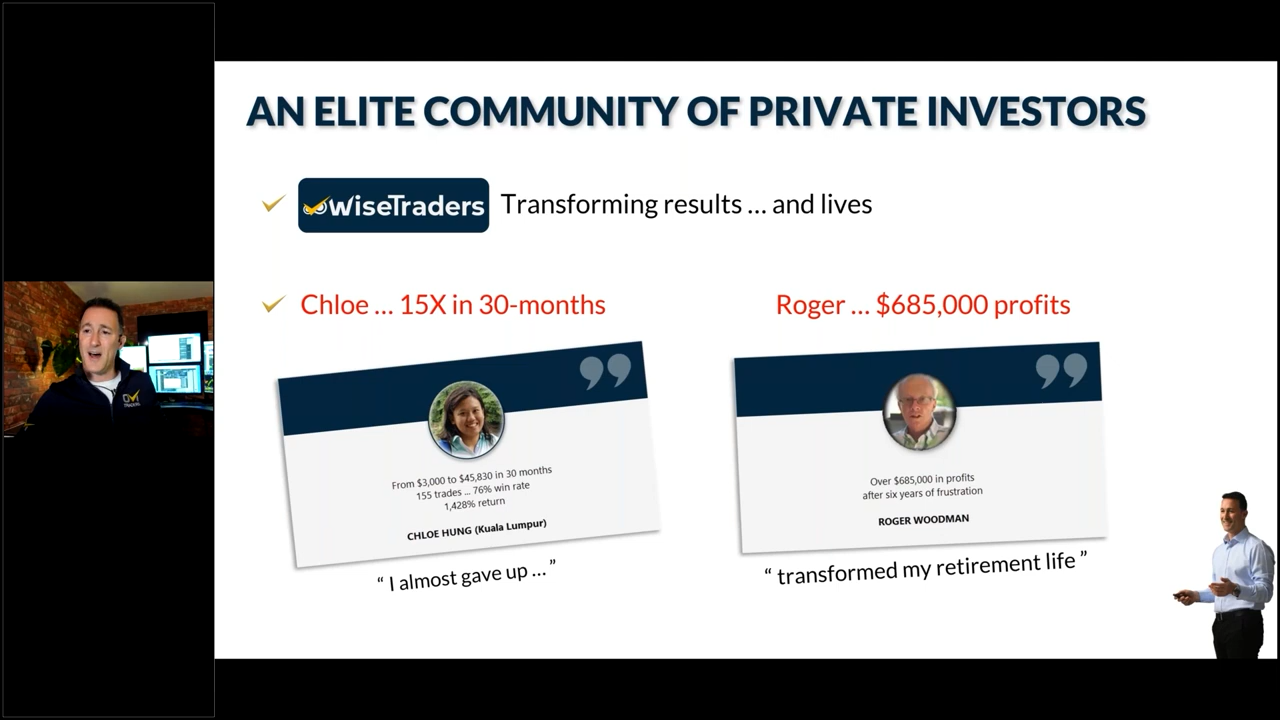 AN ELITE COMMUNITY OF PRIVATE INVESTORS
WiseTraders Transforming results ... and lives
Chloe ... 15X in 30-months
Roger ... $685,000 profits
From $3,000 to $45,830 in 30 months
155 trades ... 76% win rate
1,428% return
CHLOE HUNG (Kuala Lumpur)
“ I almost gave up ... ”
Over $685,000 in profits
after six years of frustration
ROGER WOODMAN
“ transformed my retirement life ”